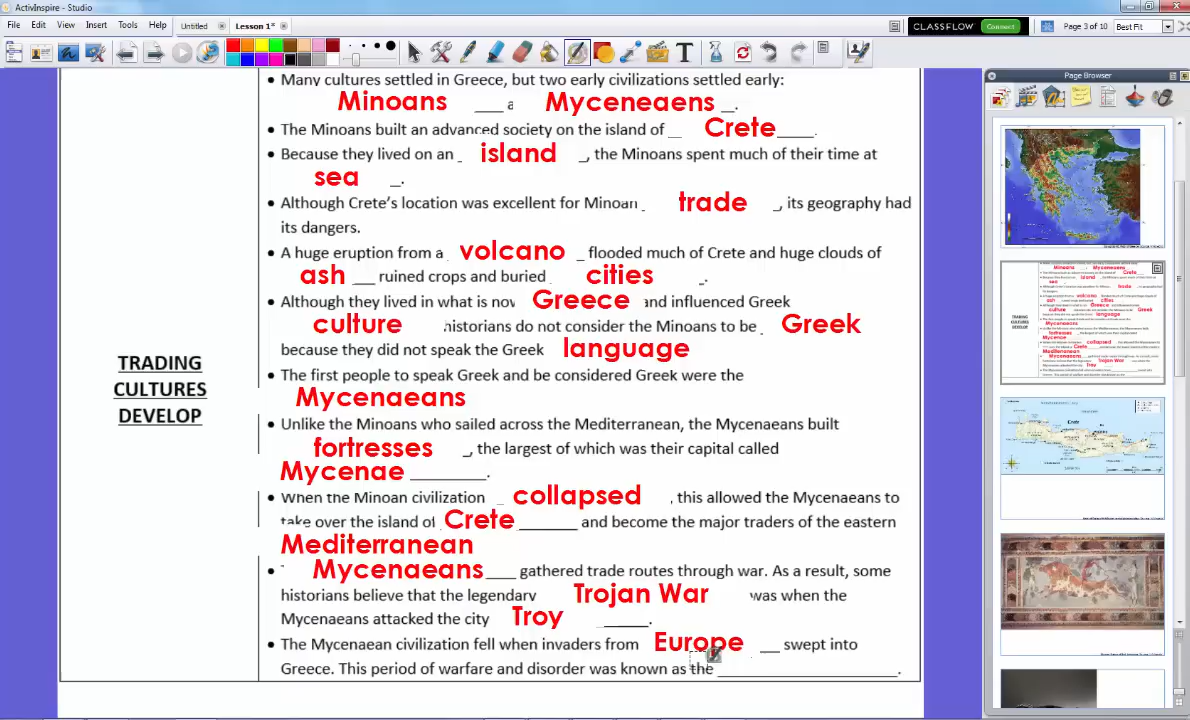 ActivInspire - Studio
File Edit View Insert Tools Help Untitled Lesson 1* CLASSFLOW Connect Page 3 of 10 Best Fit
Page Browser
• Many cultures settled in Greece, but two early civilizations settled early:
Minoans ___ a Myceneaens _.
• The Minoans built an advanced society on the island of _ Crete____.
• Because they lived on an _ island _, the Minoans spent much of their time at
sea _.
• Although Crete's location was excellent for Minoan _ trade _, its geography had
its dangers.
• A huge eruption from a volcano _ flooded much of Crete and huge clouds of
ash __ ruined crops and buried cities _.
• Although they lived in what is now Greece and influenced Greek
culture historians do not consider the Minoans to be _ Greek
because they did not speak the Greek language
• The first people to speak Greek and be considered Greek were the
Mycenaeans
• Unlike the Minoans who sailed across the Mediterranean, the Mycenaeans built
fortresses _, the largest of which was their capital called
Mycenae ________.
• When the Minoan civilization _ collapsed , this allowed the Mycenaeans to
take over the island of Crete ______ and become the major traders of the eastern
Mediterranean
• Mycenaeans___ gathered trade routes through war. As a result, some
historians believe that the legendary Trojan War was when the
Mycenaeans attacked the city Troy _____.
• The Mycenaean civilization fell when invaders from Europe __ swept into
Greece. This period of warfare and disorder was known as the ____________________.
TRADING
CULTURES
DEVELOP